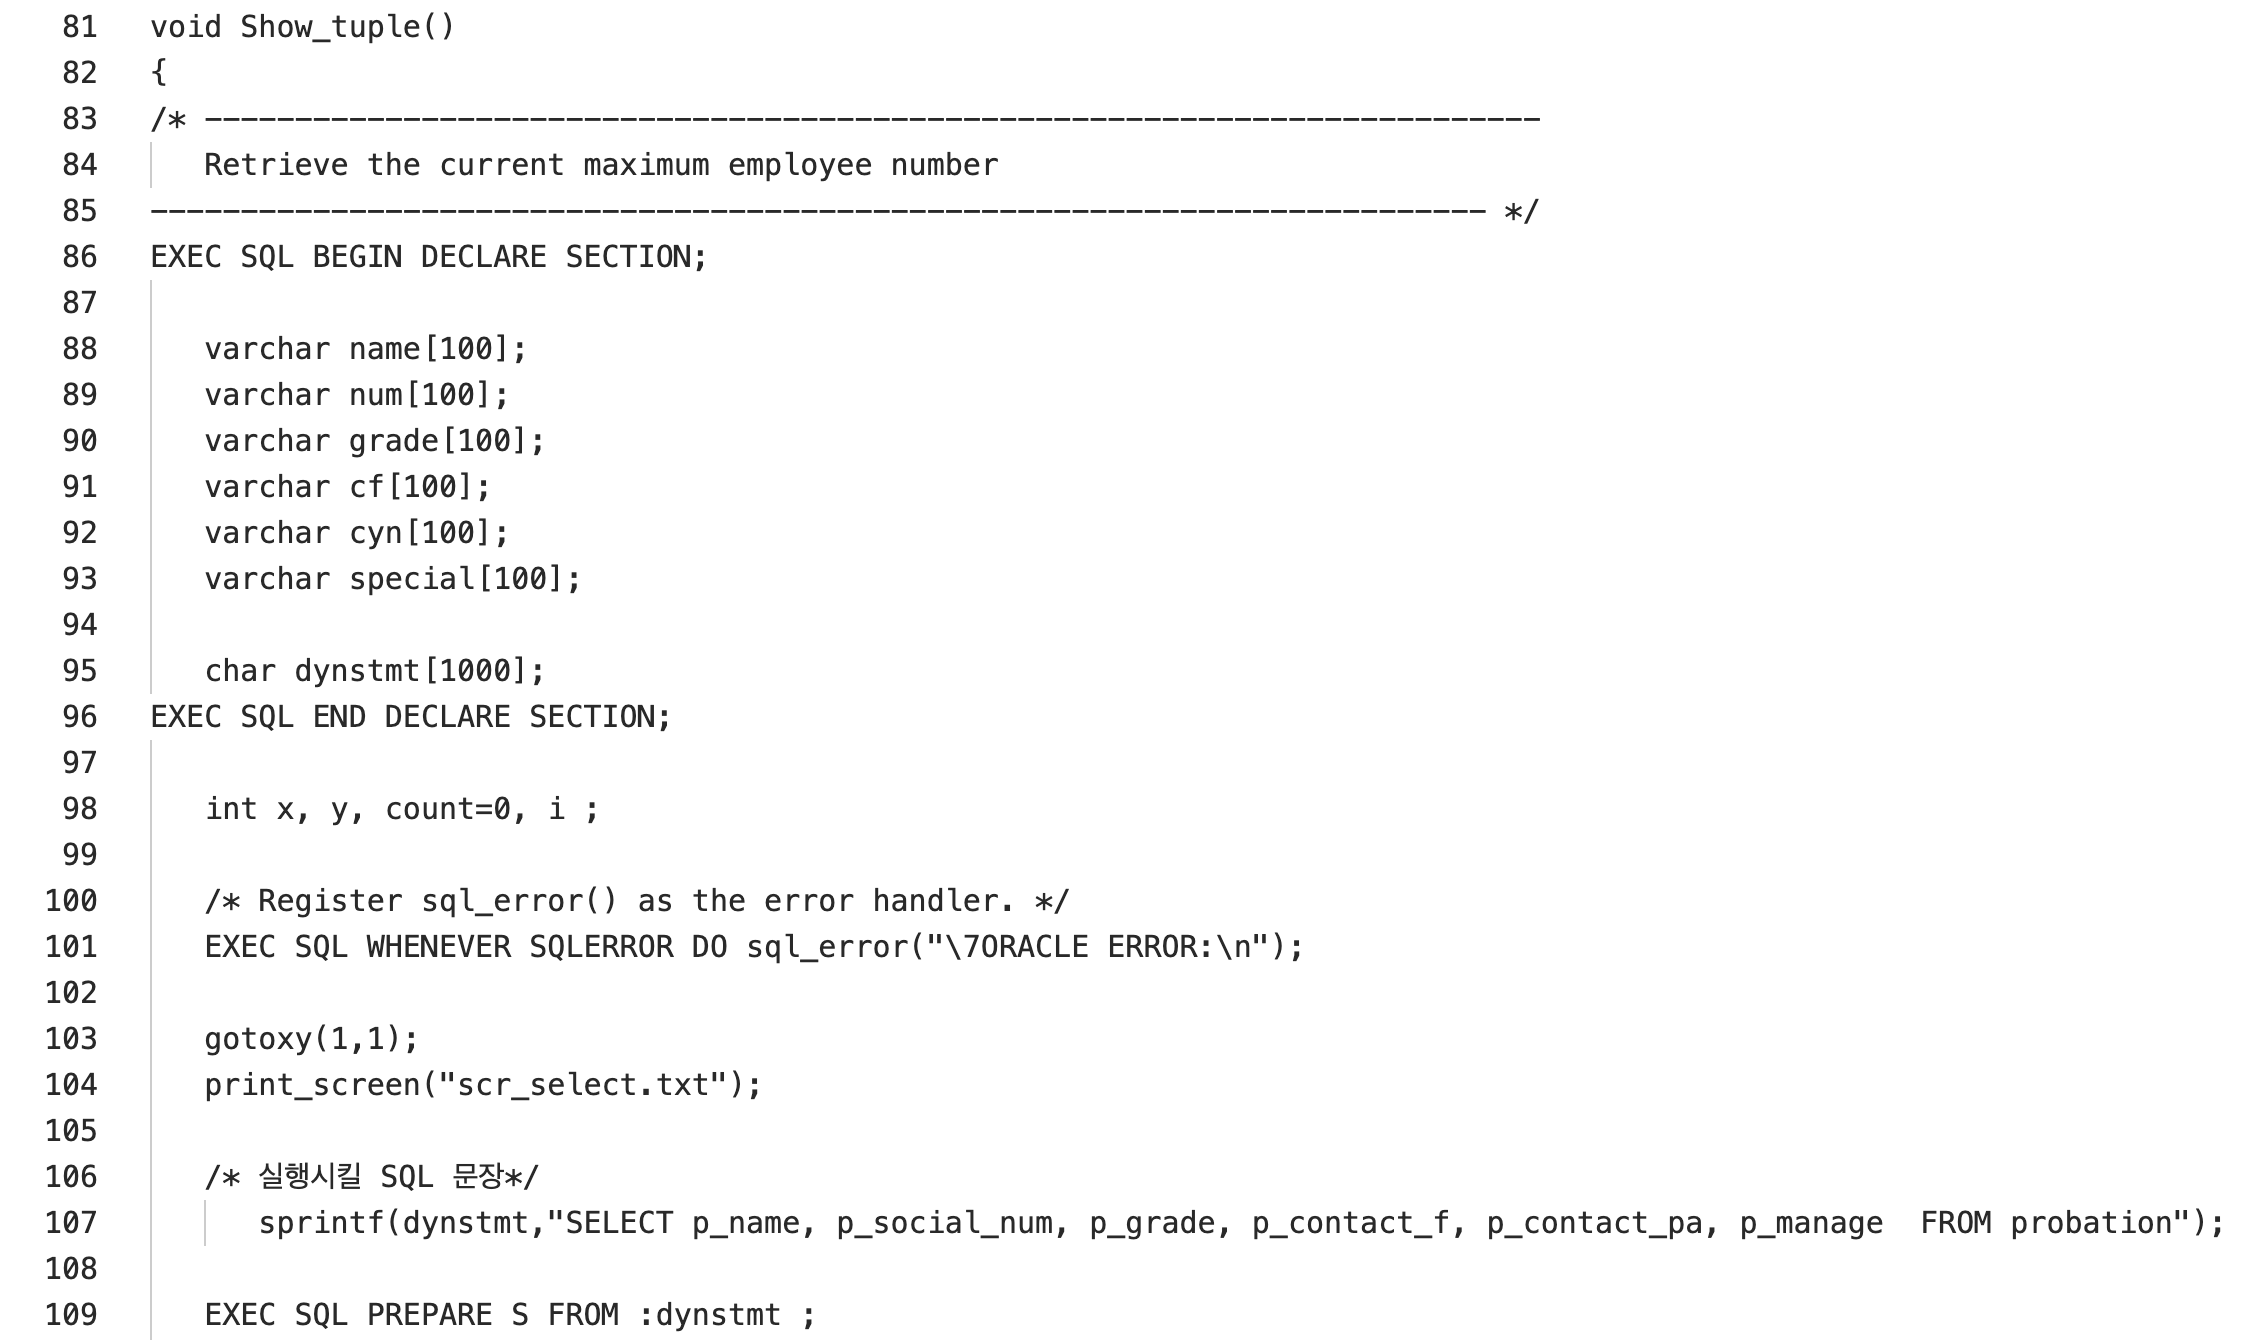 81 void Show_tuple()
82 {
83 /* --------------------------------------------------------------------------
84 Retrieve the current maximum employee number
85 -------------------------------------------------------------------------- */
86 EXEC SQL BEGIN DECLARE SECTION;
87
88 varchar name[100];
89 varchar num[100];
90 varchar grade[100];
91 varchar cf[100];
92 varchar cyn[100];
93 varchar special[100];
94
95 char dynstmt[1000];
96 EXEC SQL END DECLARE SECTION;
97
98 int x, y, count=0, i ;
99
100 /* Register sql_error() as the error handler. */
101 EXEC SQL WHENEVER SQLERROR DO sql_error("\7ORACLE ERROR:\n");
102
103 gotoxy(1,1);
104 print_screen("scr_select.txt");
105
106 /* 실행시킬 SQL 문장*/
107 sprintf(dynstmt,"SELECT p_name, p_social_num, p_grade, p_contact_f, p_contact_pa, p_manage  FROM probation");
108
109 EXEC SQL PREPARE S FROM :dynstmt ;